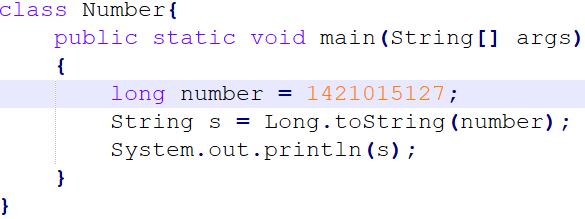 class Number{
    public static void main(String[] args)
    {
        long number = 1421015127;
        String s = Long.toString(number);
        System.out.println(s);
    }
}